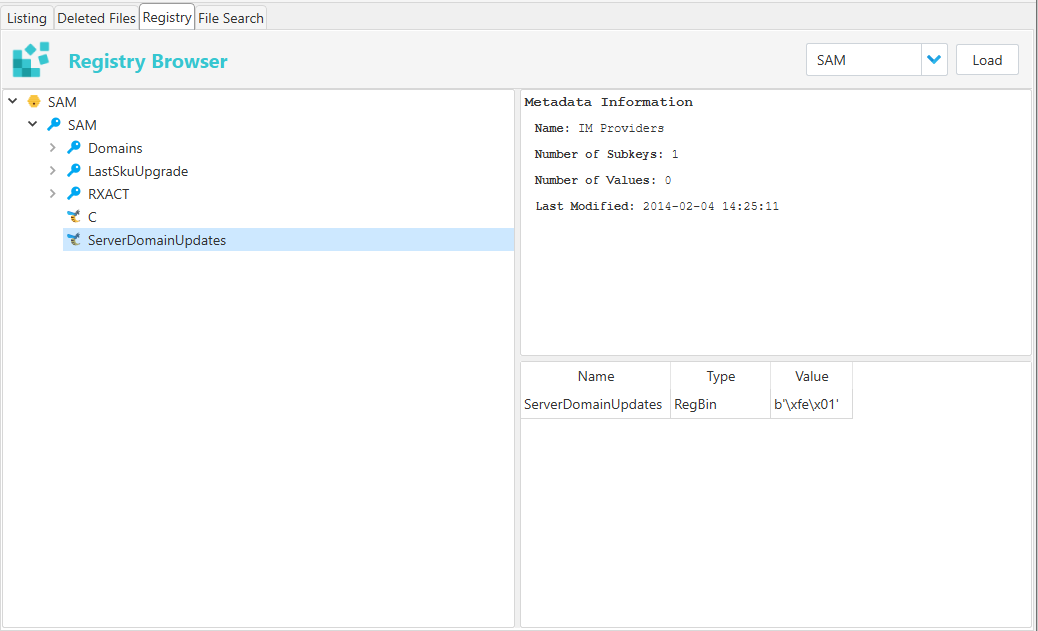 Listing Deleted Files Registry File Search
Registry Browser
SAM
Load
SAM
SAM
Domains
LastSkuUpgrade
RXACT
C
ServerDomainUpdates
Metadata Information
Name: IM Providers
Number of Subkeys: 1
Number of Values: 0
Last Modified: 2014-02-04 14:25:11
Name Type Value
ServerDomainUpdates RegBin b'\xfe\x01'